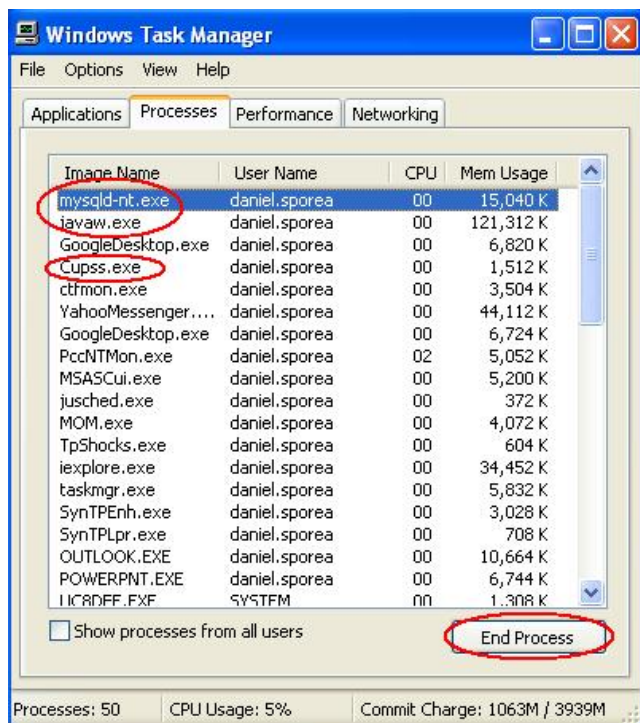 Windows Task Manager
File Options View Help
Applications Processes Performance Networking
Image Name User Name CPU Mem Usage
mysqld-nt.exe daniel.sporea 00 15,040 K
javaw.exe daniel.sporea 00 121,312 K
GoogleDesktop.exe daniel.sporea 00 6,820 K
Cupss.exe daniel.sporea 00 1,512 K
ctfmon.exe daniel.sporea 00 3,504 K
YahooMessenger.... daniel.sporea 00 44,112 K
GoogleDesktop.exe daniel.sporea 00 6,724 K
PccNTMon.exe daniel.sporea 02 5,052 K
MSASCui.exe daniel.sporea 00 5,200 K
jusched.exe daniel.sporea 00 372 K
MOM.exe daniel.sporea 00 4,072 K
TpShocks.exe daniel.sporea 00 604 K
iexplore.exe daniel.sporea 00 34,452 K
taskmgr.exe daniel.sporea 00 5,832 K
SynTPEnh.exe daniel.sporea 00 3,028 K
SynTPLpr.exe daniel.sporea 00 708 K
OUTLOOK.EXE daniel.sporea 00 10,664 K
POWERPNT.EXE daniel.sporea 00 6,744 K
SYSTEM 00 1,308 K
Show processes from all users
End Process
Processes: 50 CPU Usage: 5% Commit Charge: 1063M / 3939M